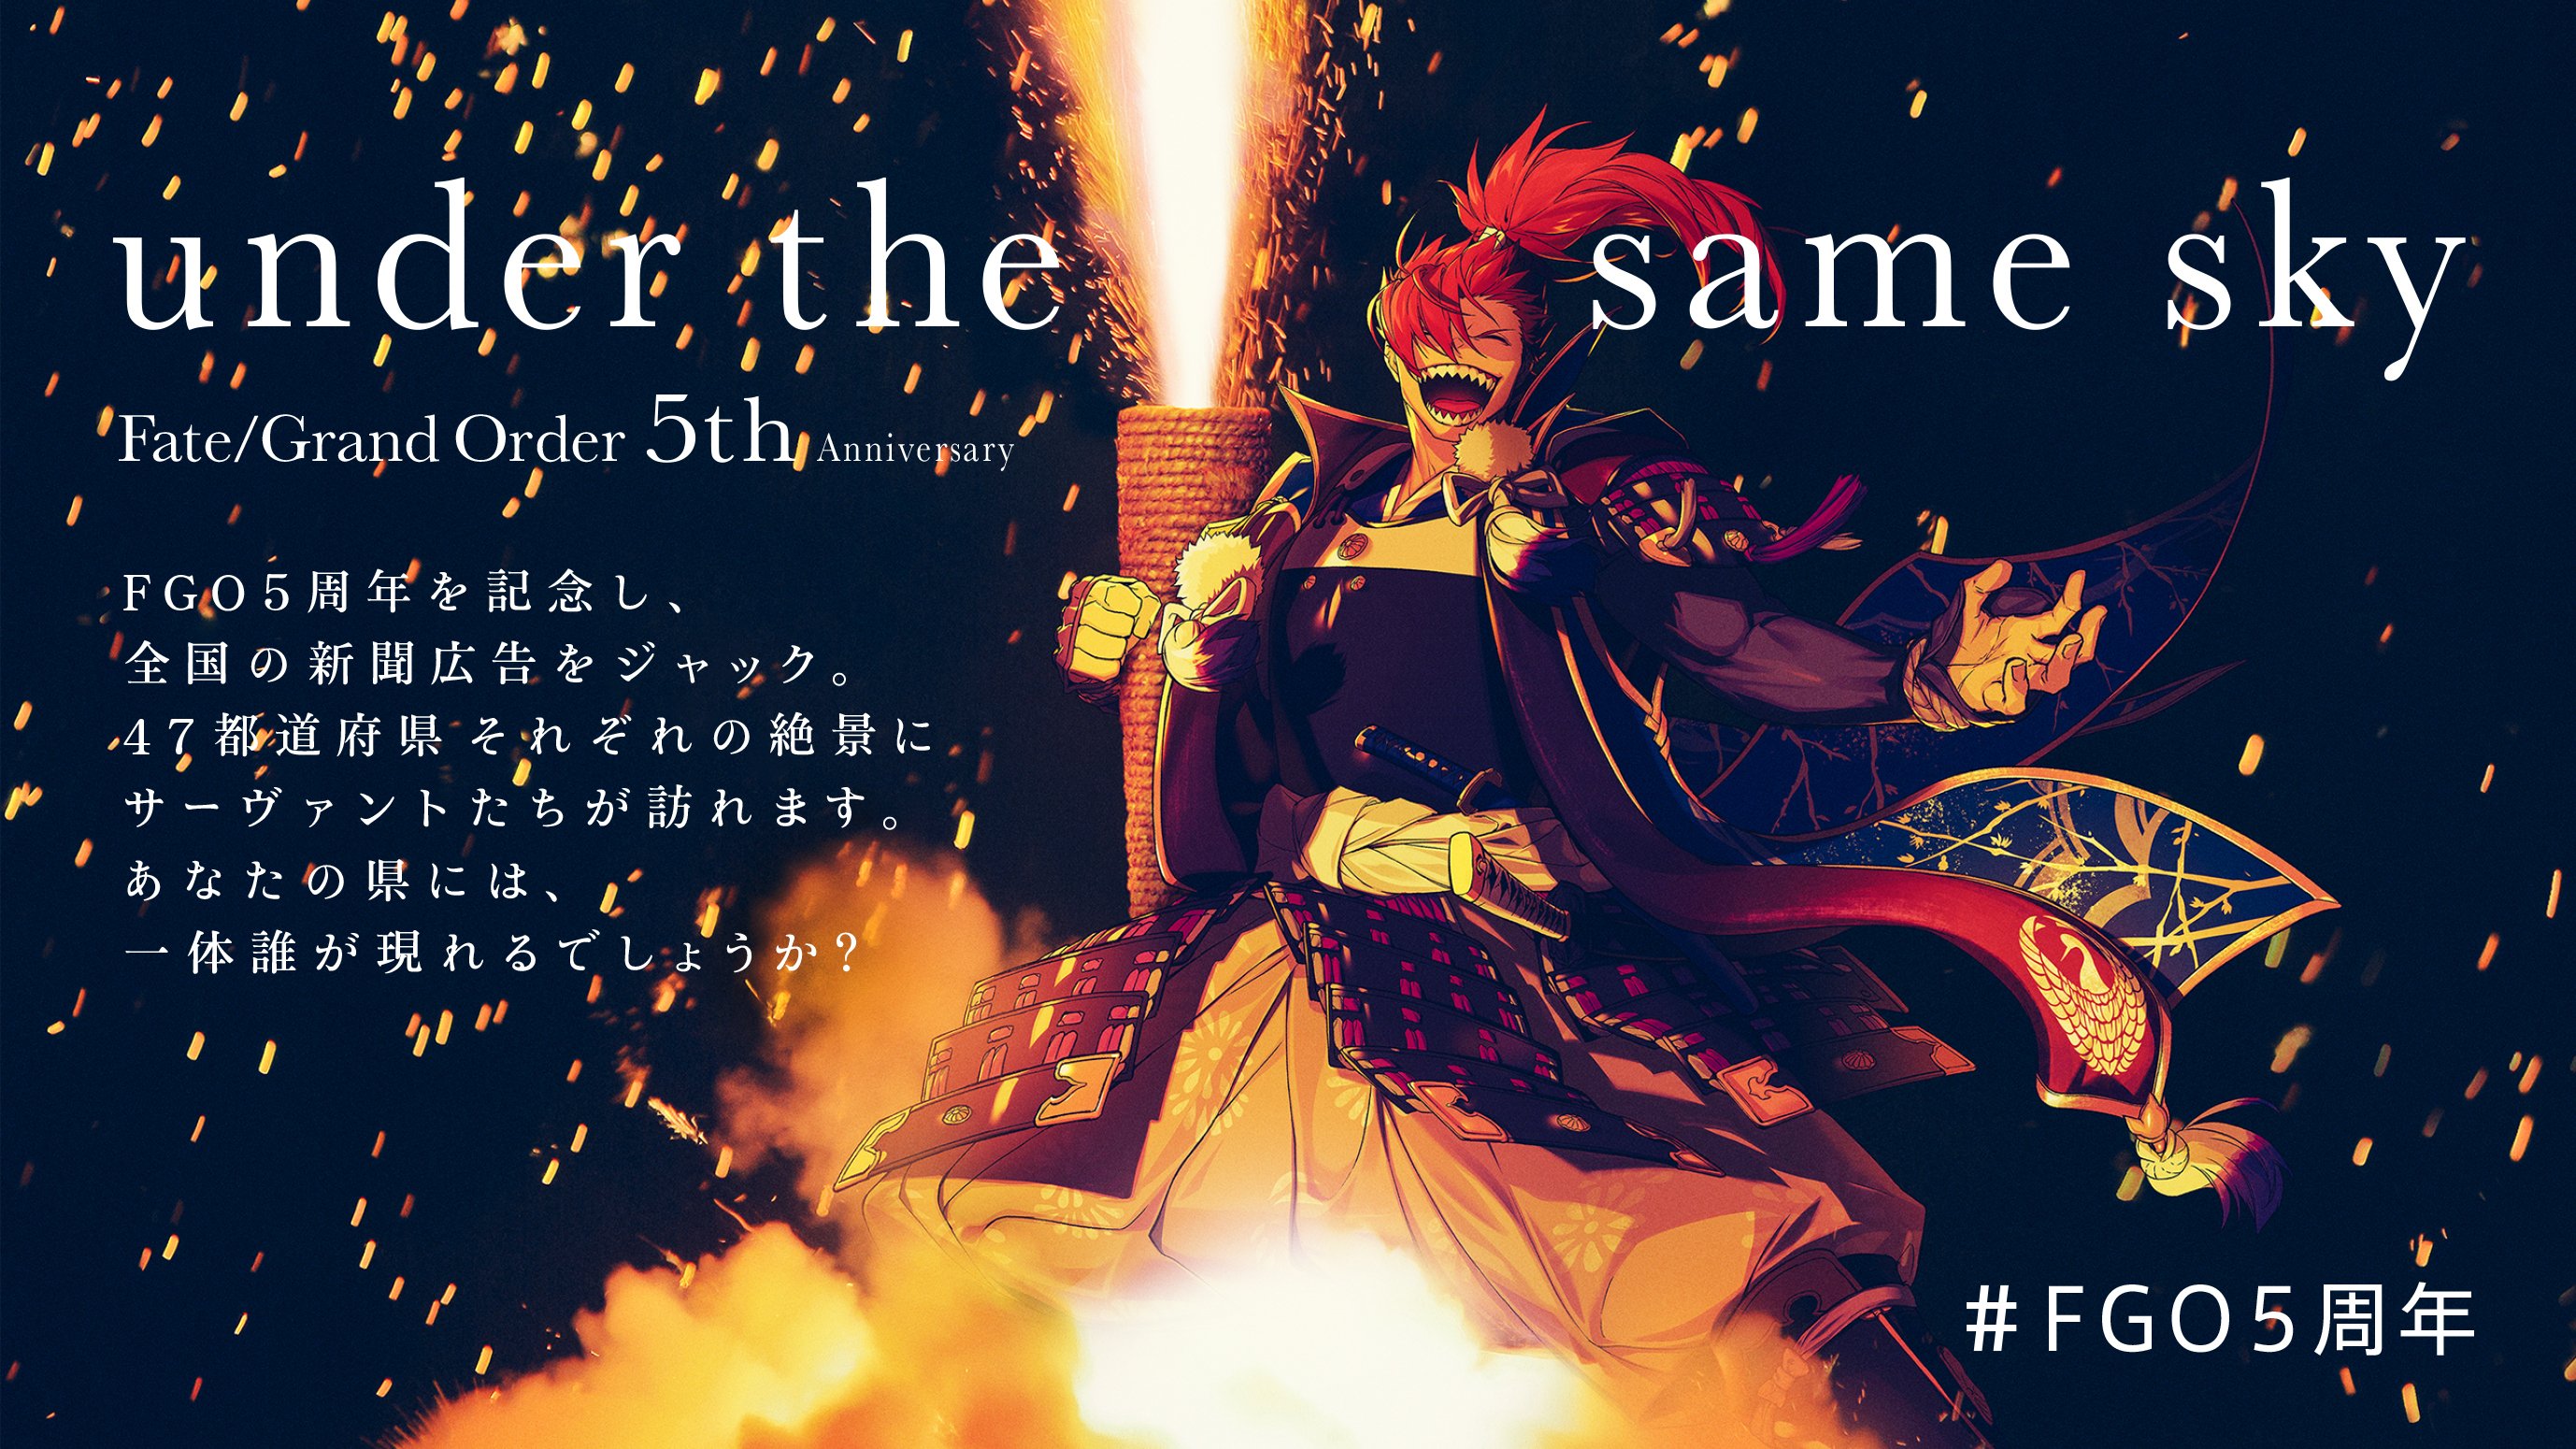 under the same sky
Fate/Grand Order 5th Anniversary
FGO5周年を記念し、
全国の新聞広告をジャック。
47都道府県それぞれの絶景に
サーヴァントたちが訪れます。
あなたの県には、
一体誰が現れるでしょうか?
#FGO5周年